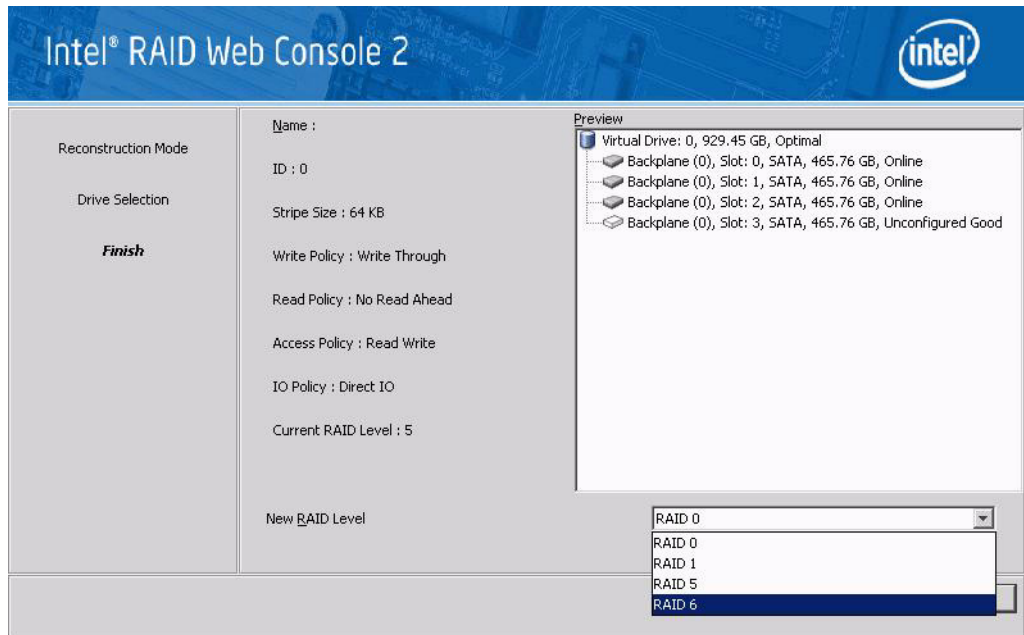 Intel® RAID Web Console 2
intel
Reconstruction Mode
Drive Selection
Finish
Name :
ID : 0
Stripe Size : 64 KB
Write Policy : Write Through
Read Policy : No Read Ahead
Access Policy : Read Write
IO Policy : Direct IO
Current RAID Level : 5
Preview
Virtual Drive: 0, 929.45 GB, Optimal
Backplane (0), Slot: 0, SATA, 465.76 GB, Online
Backplane (0), Slot: 1, SATA, 465.76 GB, Online
Backplane (0), Slot: 2, SATA, 465.76 GB, Online
Backplane (0), Slot: 3, SATA, 465.76 GB, Unconfigured Good
New RAID Level
RAID 0
RAID 0
RAID 1
RAID 5
RAID 6